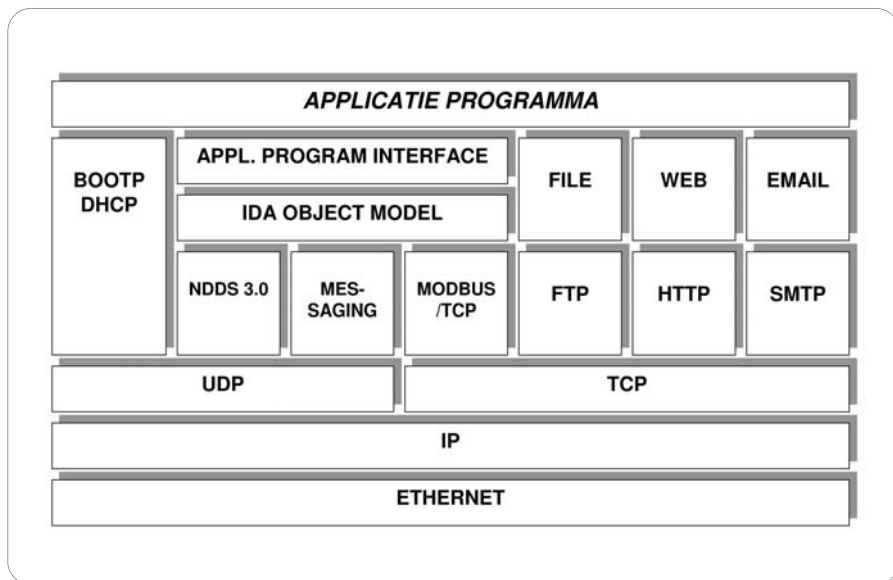 APPLICATIE PROGRAMMA
BOOTP
DHCP
APPL. PROGRAM INTERFACE
IDA OBJECT MODEL
NDDS 3.0
MES-
SAGING
MODBUS
/TCP
FILE
WEB
EMAIL
FTP
HTTP
SMTP
UDP
TCP
IP
ETHERNET